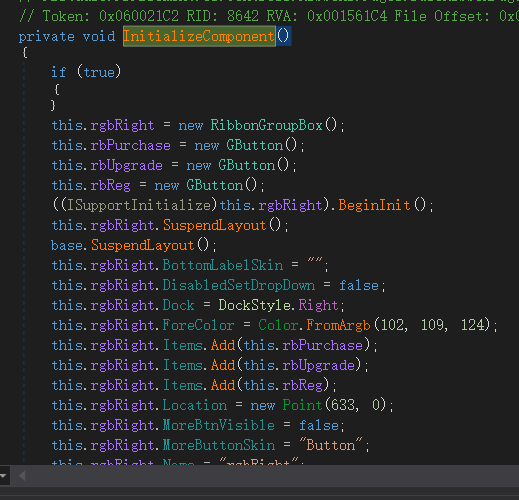 // Token: 0x060021C2 RID: 8642 RVA: 0x001561C4 File Offset:
private void InitializeComponent()
{
if (true)
{
}
this.rgbRight = new RibbonGroupBox();
this.rbPurchase = new GButton();
this.rbUpgrade = new GButton();
this.rbReg = new GButton();
((ISupportInitialize)this.rgbRight).BeginInit();
this.rgbRight.SuspendLayout();
base.SuspendLayout();
this.rgbRight.BottomLabelSkin = "";
this.rgbRight.DisabledSetDropDown = false;
this.rgbRight.Dock = DockStyle.Right;
this.rgbRight.ForeColor = Color.FromArgb(102, 109, 124);
this.rgbRight.Items.Add(this.rbPurchase);
this.rgbRight.Items.Add(this.rbUpgrade);
this.rgbRight.Items.Add(this.rbReg);
this.rgbRight.Location = new Point(633, 0);
this.rgbRight.MoreBtnVisible = false;
this.rgbRight.MoreButtonSkin = "Button";
this.rgbRight.Name = "rgbRight";